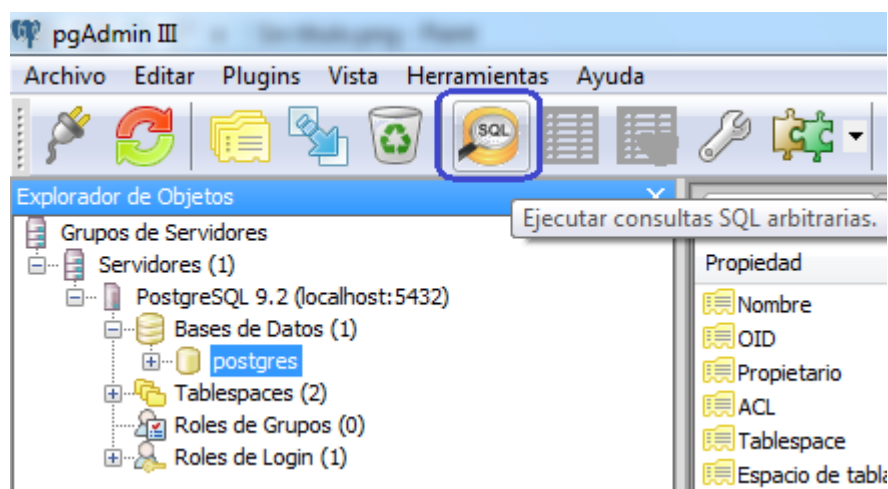 pgAdmin III
Archivo Editar Plugins Vista Herramientas Ayuda
SQL
Explorador de Objetos
Ejecutar consultas SQL arbitrarias.
Grupos de Servidores
Servidores (1)
PostgreSQL 9.2 (localhost:5432)
Bases de Datos (1)
postgres
Tablespaces (2)
Roles de Grupos (0)
Roles de Login (1)
Propiedad
Nombre
OID
Propietario
ACL
Tablespace
Espacio de tabla